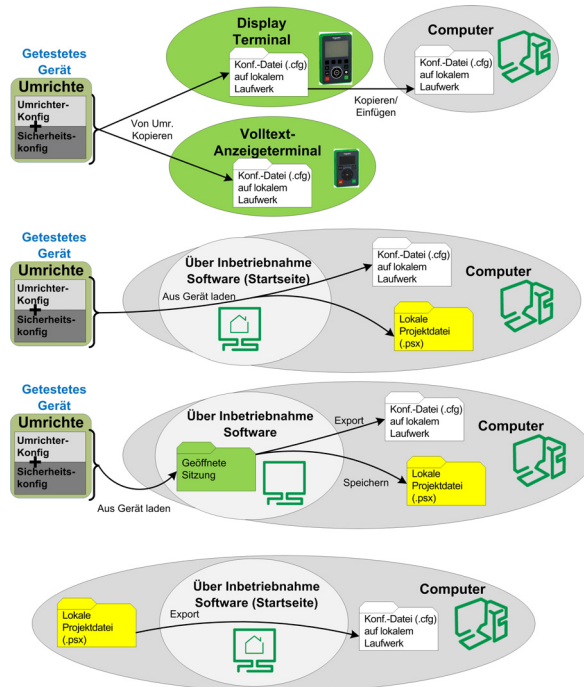 Display
Terminal
Konf.-Datei (.cfg)
auf lokalem
Laufwerk
Computer
Konf.-Datei (.cfg)
auf lokalem
Laufwerk
Kopieren/
Einfügen
Getestetes
Gerät
Umrichte
Umrichter-
Konfig
+
Sicherheits-
konfig
Von Umr.
Kopieren
Volltext-
Anzeigeterminal
Konf.-Datei (.cfg)
auf lokalem
Laufwerk
Getestetes
Gerät
Umrichte
Umrichter-
Konfig
+
Sicherheits-
konfig
Über Inbetriebnahme
Software (Startseite)
Aus Gerät laden
Konf.-Datei (.cfg)
auf lokalem
Laufwerk
Computer
Lokale
Projektdatei
(.psx)
Getestetes
Gerät
Umrichte
Umrichter-
Konfig
+
Sicherheits-
konfig
Aus Gerät laden
Über Inbetriebnahme
Software
Geöffnete
Sitzung
Export
Konf.-Datei (.cfg)
auf lokalem
Laufwerk
Computer
Speichern
Lokale
Projektdatei
(.psx)
Lokale
Projektdatei
(.psx)
Über Inbetriebnahme
Software (Startseite)
Export
Computer
Konf.-Datei (.cfg)
auf lokalem
Laufwerk